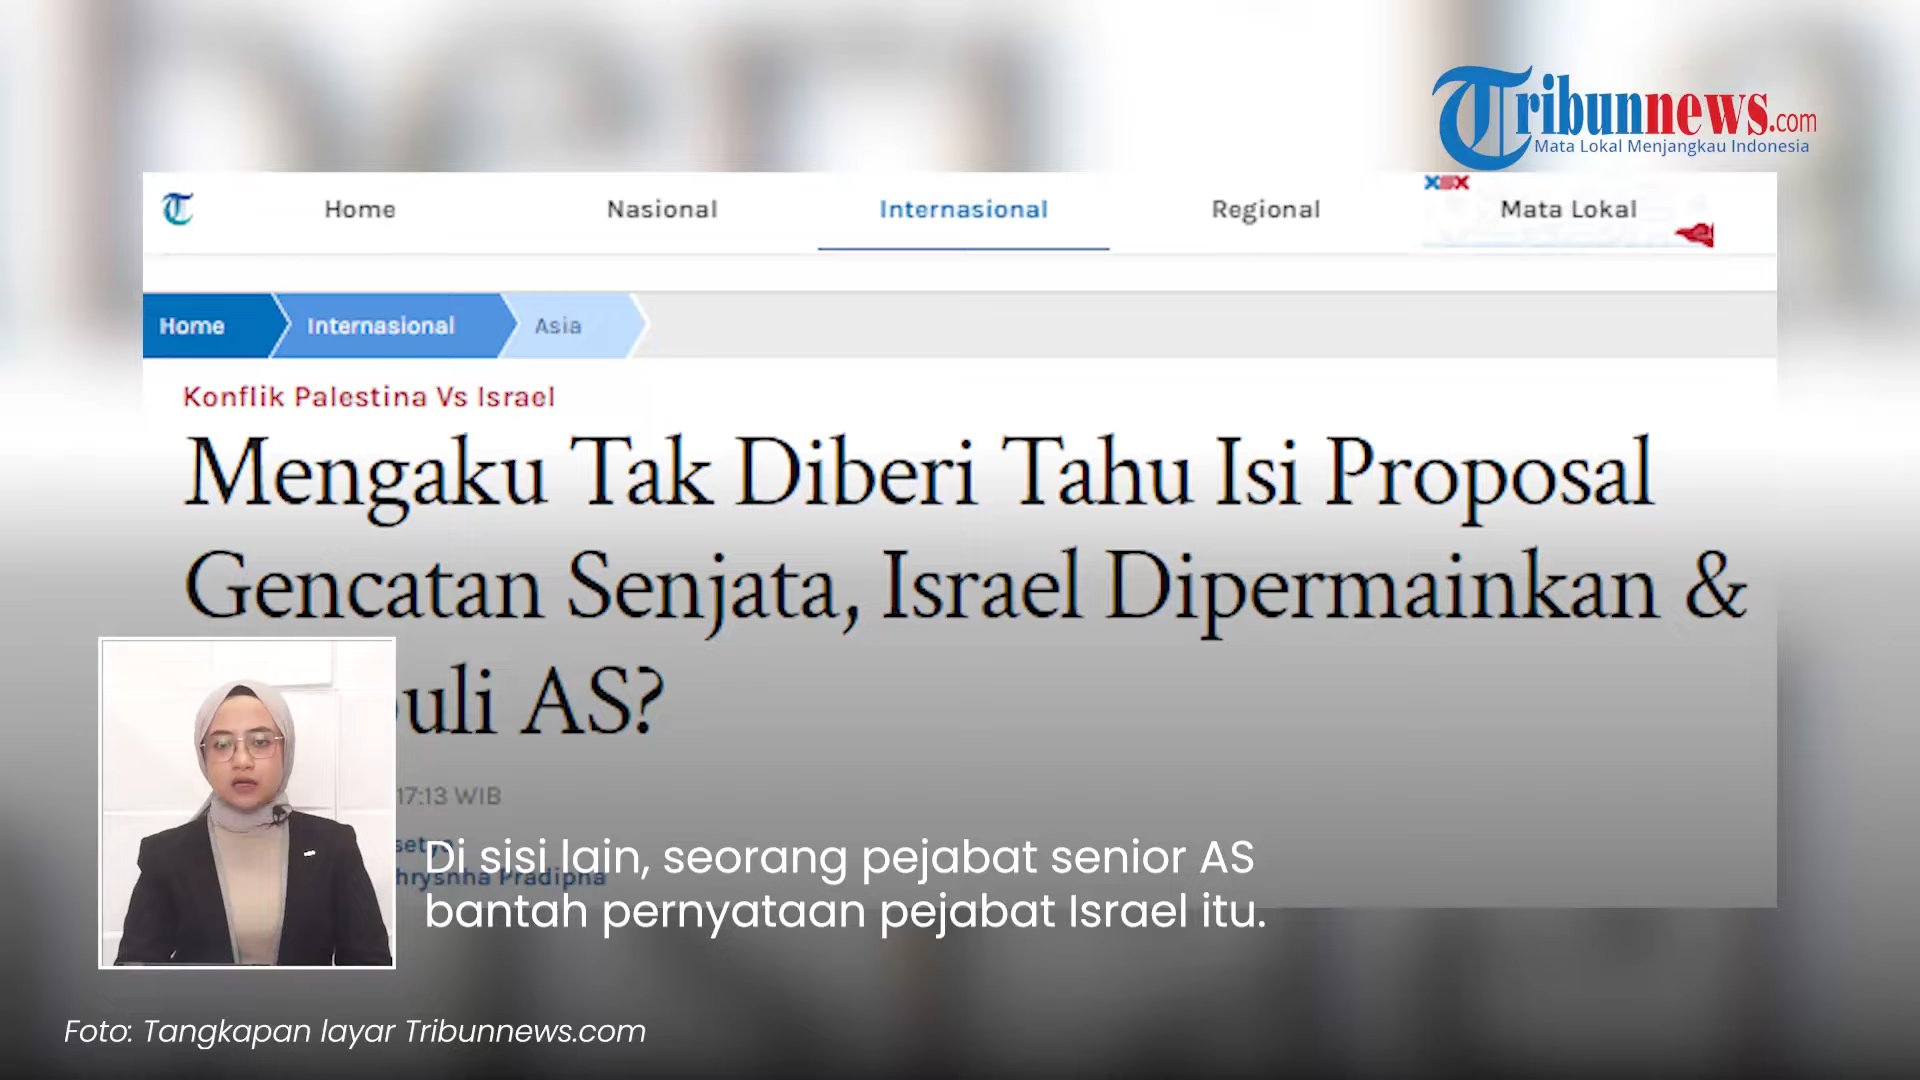 Tribunnews.com
Mata Lokal Menjangkau Indonesia
Home Nasional Internasional Regional Mata Lokal
Home Internasional Asia
Konflik Palestina Vs Israel
Mengaku Tak Diberi Tahu Isi Proposal
Gencatan Senjata, Israel Dipermainkan &
uli AS?
17:13 WIB
Pradipna
Di sisi lain, seorang pejabat senior AS
bantah pernyataan pejabat Israel itu.
Foto: Tangkapan layar Tribunnews.com